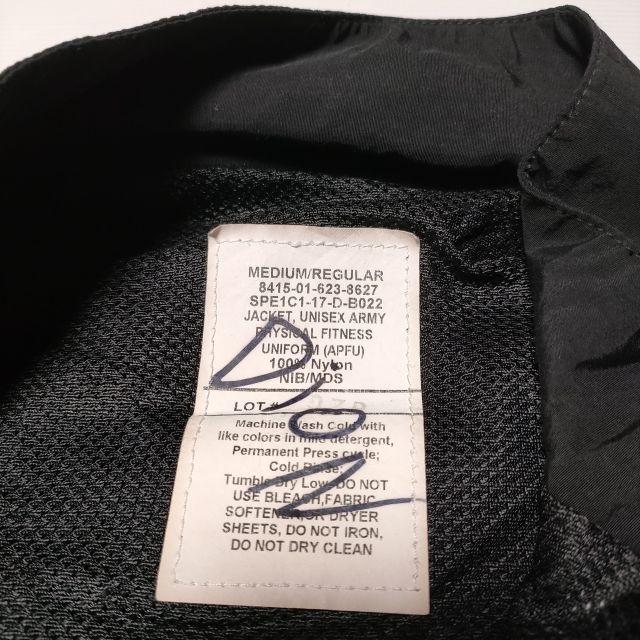 MEDIUM/REGULAR
8415-01-623-8627
SPE1C1-17-D-B022
JACKET, UNISEX ARMY
PHYSICAL FITNESS
UNIFORM (APFU)
100% Nylon
NIB/MDS
LOT #
Machine Wash Cold with
like colors in mild detergent,
Permanent Press cycle;
Cold Rinse;
Tumble Dry Low. DO NOT
USE BLEACH,FABRIC
SOFTENER,OR DRYER
SHEETS, DO NOT IRON,
DO NOT DRY CLEAN